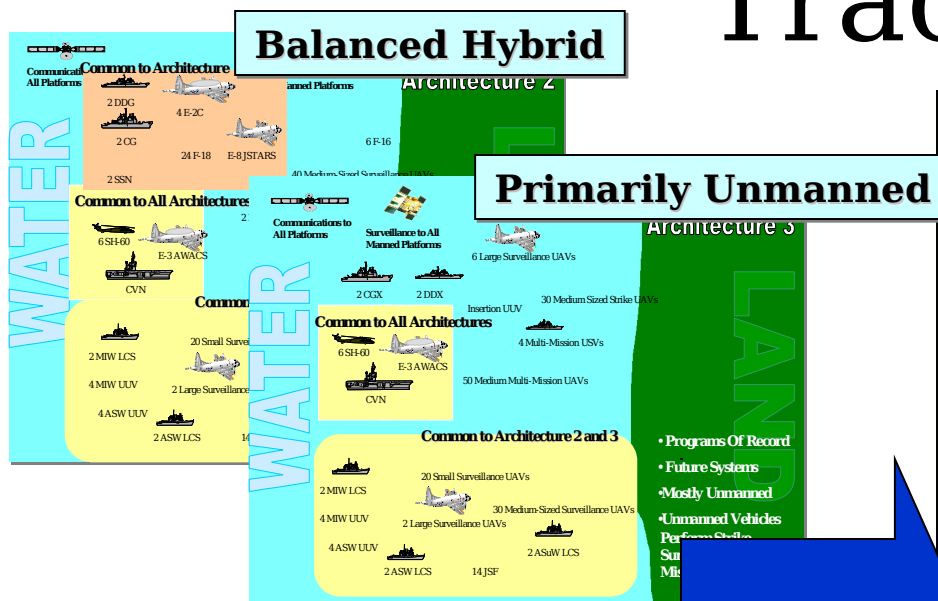 Balanced Hybrid
Communicati
All Platforms
Common to Architecture
2 DDG
4 E-2C
2 CG
24 F-18
E-8 JSTARS
2 SSN
anned Platforms
Architecture 2
6 F-16
40 Medium-Sized Surveillance UAVs
WATER
Common to All Architectures
6 SH-60
E-3 AWACS
CVN
2
Common
2 MIW LCS
20 Small Survei
4 MIW UUV
2 Large Surveillance
4 ASW UUV
2 ASW LCS
14
Primarily Unmanned
Architecture 3
Communications to
All Platforms
Surveillance to All
Manned Platforms
6 Large Surveillance UAVs
2 CGX
2 DDX
30 Medium Sized Strike UAVs
Insertion UUV
4 Multi-Mission USVs
WATER
LAND
Common to All Architectures
6 SH-60
E-3 AWACS
CVN
50 Medium Multi-Mission UAVs
Common to Architecture 2 and 3
2 MIW LCS
20 Small Surveillance UAVs
4 MIW UUV
2 Large Surveillance UAVs
30 Medium-Sized Surveillance UAVs
4 ASW UUV
2 ASW LCS
2 ASuW LCS
14 JSF
• Programs Of Record
• Future Systems
•Mostly Unmanned
•Unmanned Vehicles
Perform Strike
Sur
Mis